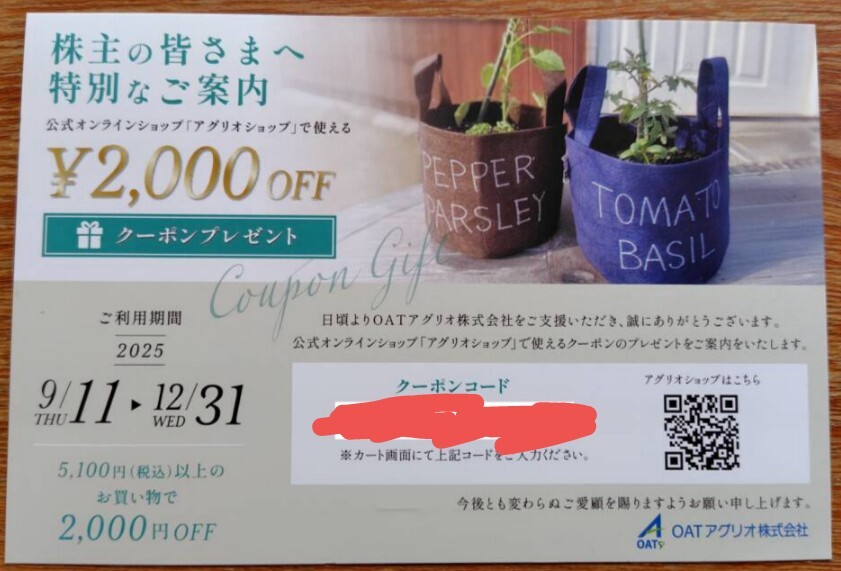 株主の皆さまへ
特別なご案内
公式オンラインショップ「アグリオショップ」で使える
¥2,000 OFF
クーポンプレゼント
Coupon Gift
PEPPER
PARSLEY
TOMATO
BASIL
ご利用期間
2025
9/11 ▶ 12/31
THU WED
5,100円(税込)以上の
お買い物で
2,000円OFF
日頃よりOATアグリオ株式会社をご支援いただき、誠にありがとうございます。
公式オンラインショップ「アグリオショップ」で使えるクーポンのプレゼントをご案内をいたします。
クーポンコード
※カート画面にて上記コードをご入力ください。
アグリオショップはこちら
今後とも変わらぬご愛顧を賜りますようお願い申し上げます。
OAT OATアグリオ株式会社